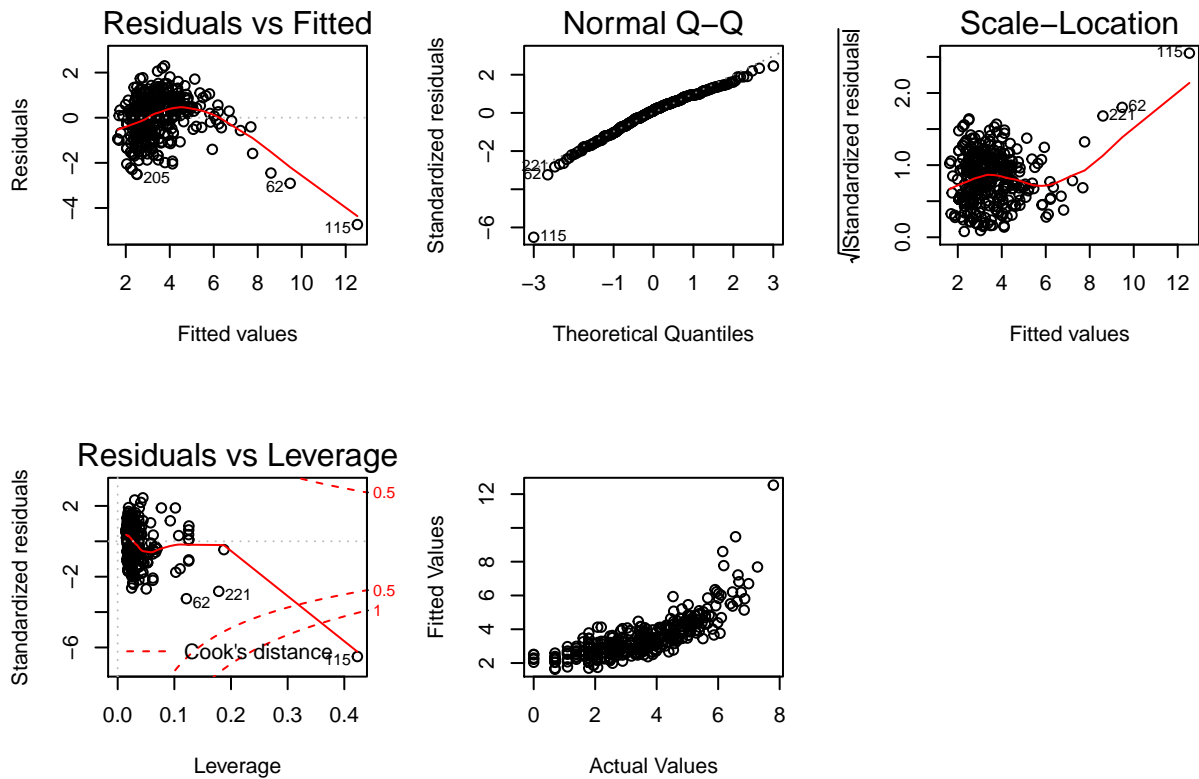 Residuals vs Fitted
Residuals
2
0
−2
−4
205
62
115
2 4 6 8 10 12
Fitted values
Normal Q−Q
Standardized residuals
2
0
−2
−6
221
62
115
−3 −1 0 1 2 3
Theoretical Quantiles
Scale−Location
√|Standardized residuals|
2.0
1.0
0.0
115
62
221
2 4 6 8 10 12
Fitted values
Residuals vs Leverage
Standardized residuals
2
0
−2
−6
0.5
0.5
1
62
221
115
Cook's distance
0.0 0.1 0.2 0.3 0.4
Leverage
Fitted Values
12
8
6
4
2
0 2 4 6 8
Actual Values